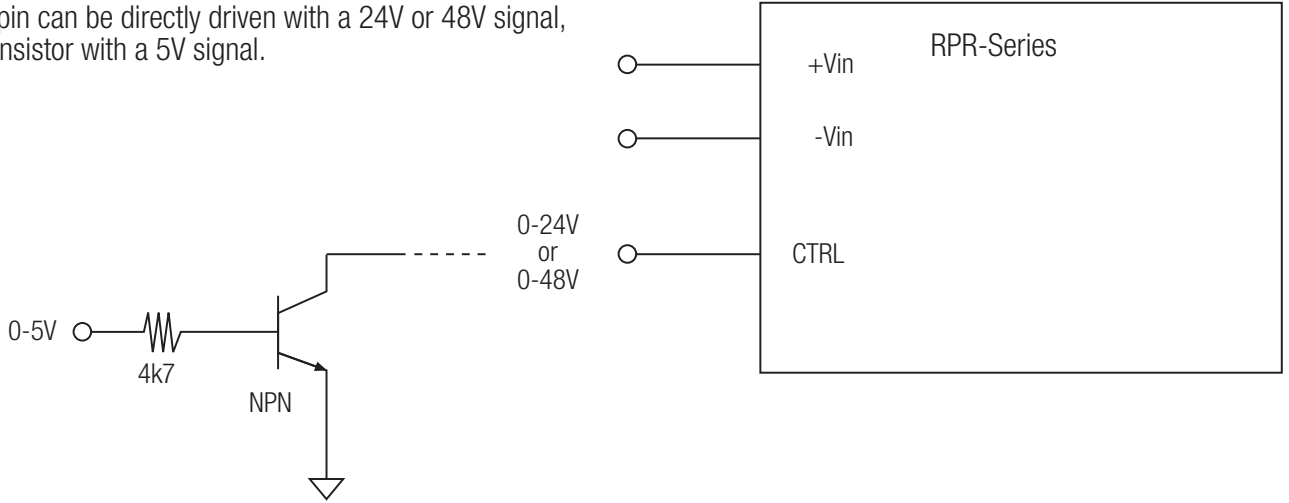 pin can be directly driven with a 24V or 48V signal,
nsistor with a 5V signal.
RPR-Series
+Vin
-Vin
0-24V
or
0-48V
CTRL
0-5V
4k7
NPN